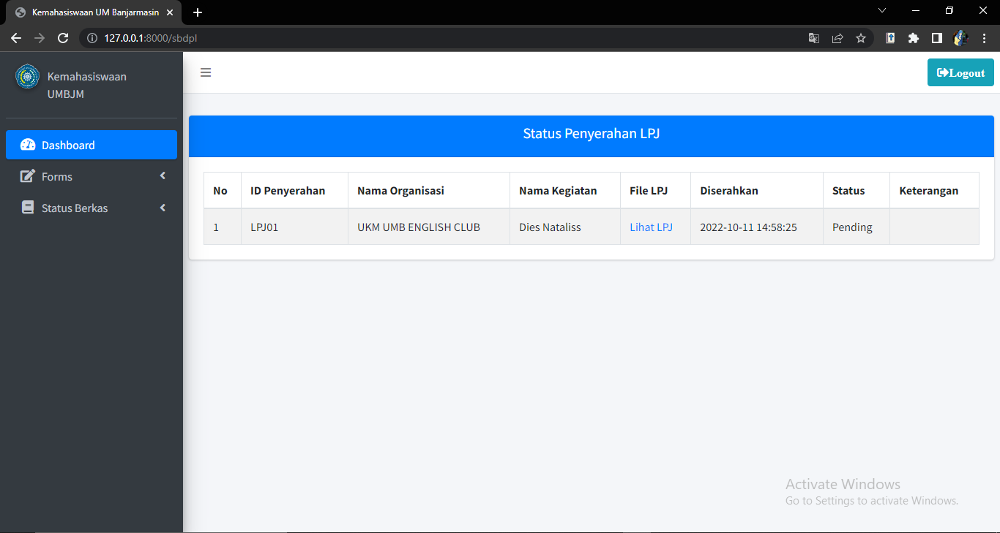 Kemahasiswaan UM Banjarmasin
127.0.0.1:8000/sbdpl
Kemahasiswaan
UMBJM
Logout
Dashboard
Forms
Status Berkas
Status Penyerahan LPJ
No ID Penyerahan Nama Organisasi Nama Kegiatan File LPJ Diserahkan Status Keterangan
1 LPJ01 UKM UMB ENGLISH CLUB Dies Nataliss Lihat LPJ 2022-10-11 14:58:25 Pending
Activate Windows
Go to Settings to activate Windows.